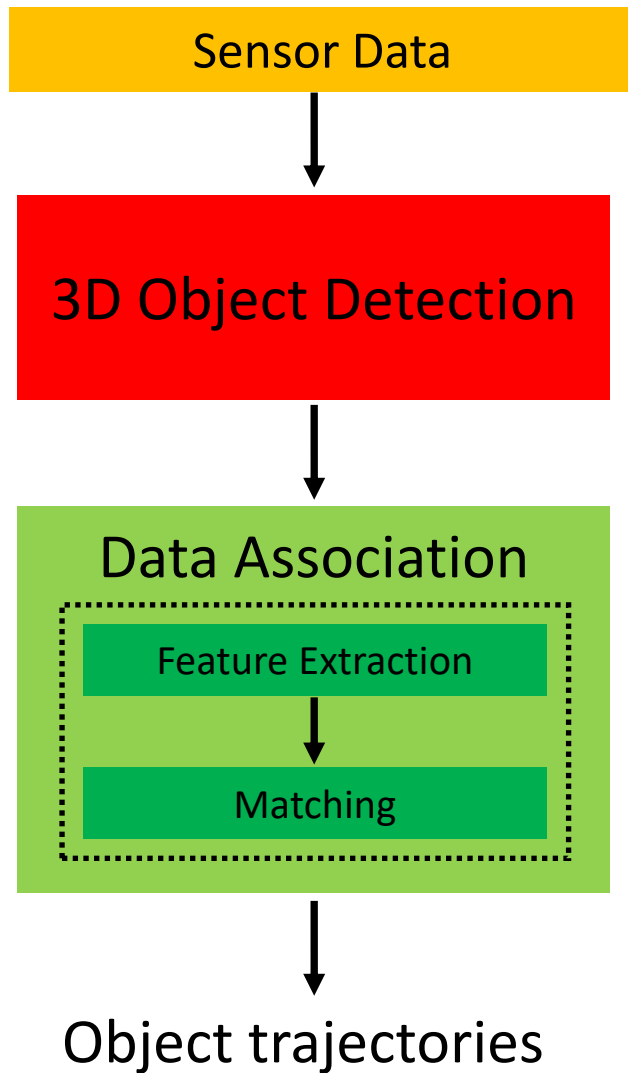 Sensor Data
3D Object Detection
Data Association
Feature Extraction
Matching
Object trajectories